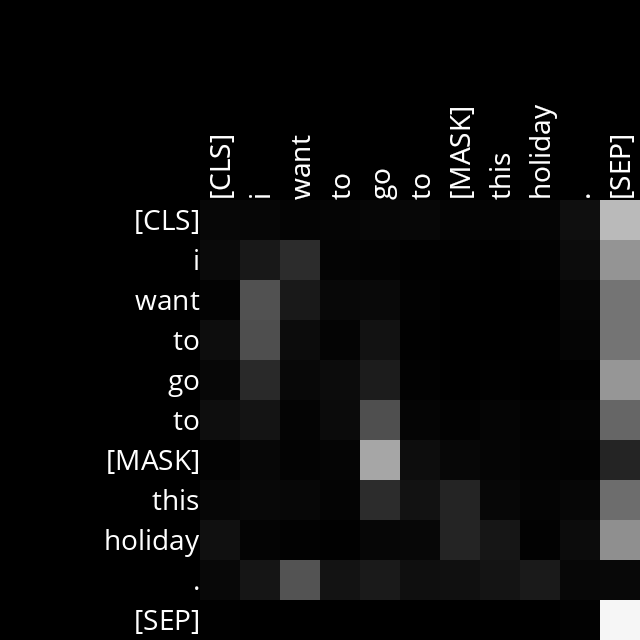 [CLS] i want to go to [MASK] this holiday . [SEP]
[CLS]
i
want
to
go
to
[MASK]
this
holiday
.
[SEP]